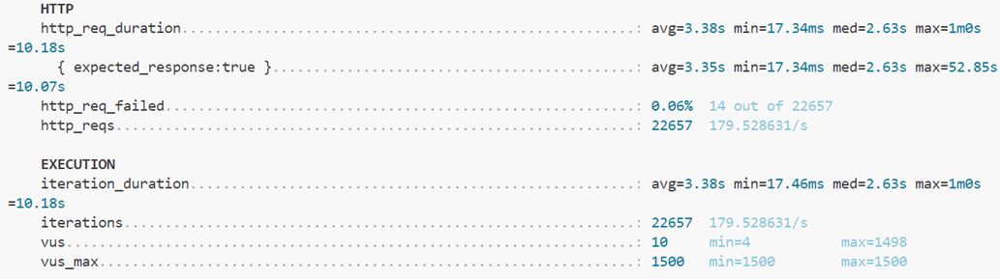 HTTP
http_req_duration.......................................................: avg=3.38s min=17.34ms med=2.63s max=1m0s
=10.18s
{ expected_response:true }............................................: avg=3.35s min=17.34ms med=2.63s max=52.85s
=10.07s
http_req_failed.........................................................: 0.06% 14 out of 22657
http_reqs...............................................................: 22657 179.528631/s
EXECUTION
iteration_duration......................................................: avg=3.38s min=17.46ms med=2.63s max=1m0s
=10.18s
iterations..............................................................: 22657 179.528631/s
vus.....................................................................: 10 min=4 max=1498
vus_max.................................................................: 1500 min=1500 max=1500